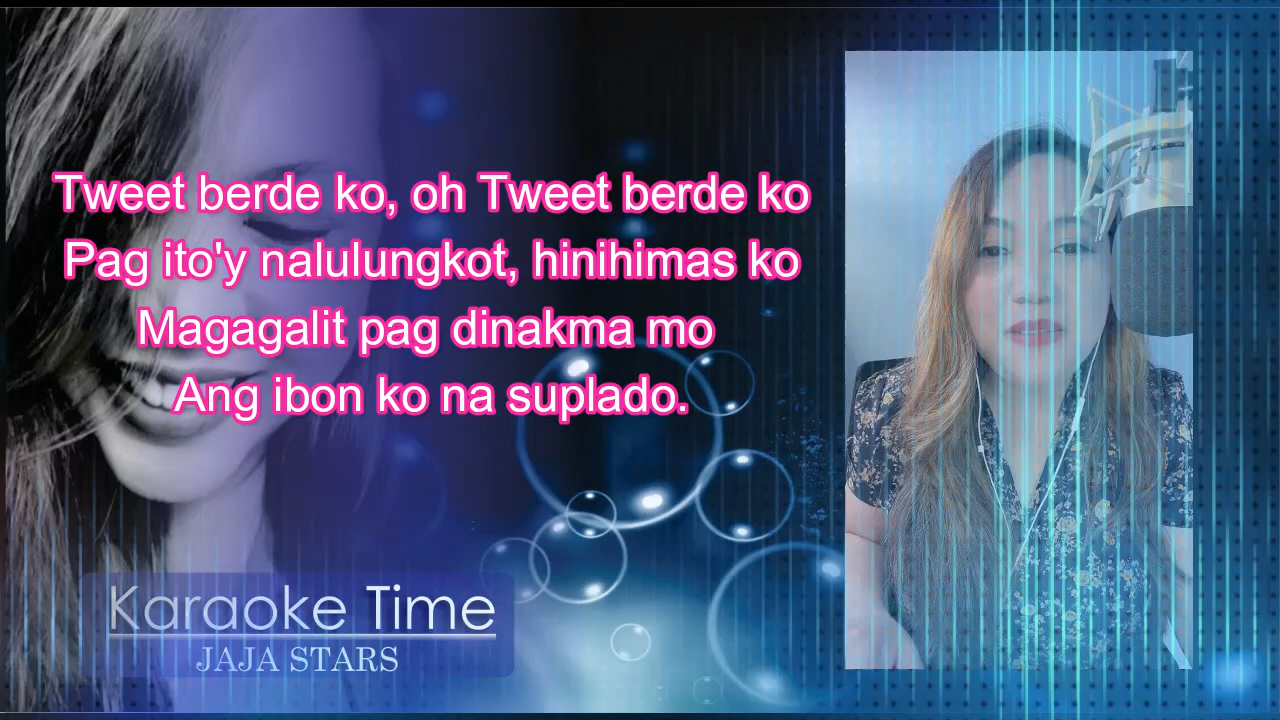 Tweet berde ko, oh Tweet berde ko
Pag ito'y nalulungkot, hinihimas ko
Magagalit pag dinakma mo
Ang ibon ko na suplado.
Karaoke Time
JAJA STARS